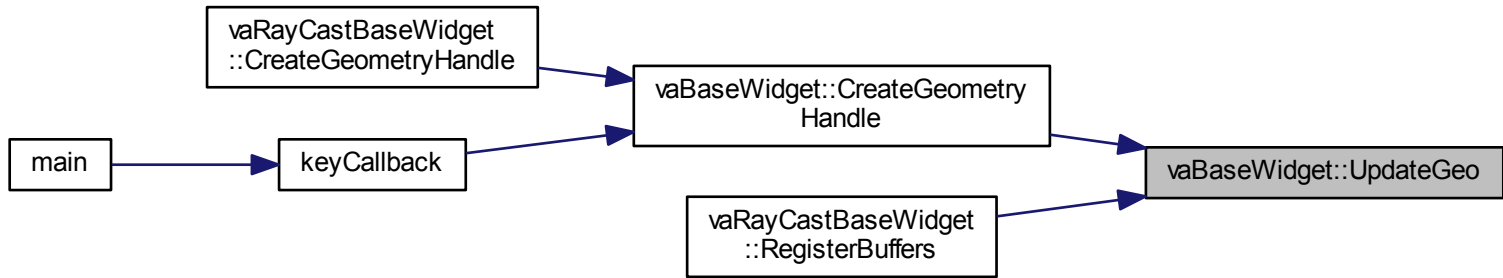 vaRayCastBaseWidget
::CreateGeometryHandle
vaBaseWidget::CreateGeometry
Handle
main
keyCallback
vaBaseWidget::UpdateGeo
vaRayCastBaseWidget
::RegisterBuffers